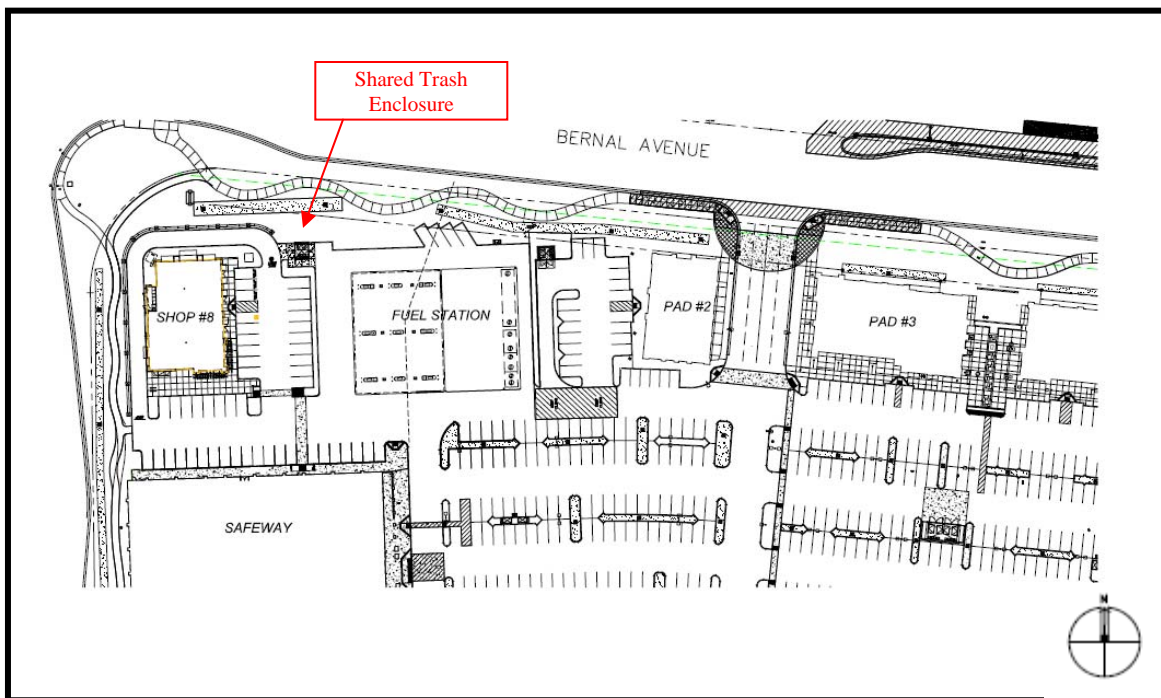 Shared Trash
Enclosure
BERNAL AVENUE
SHOP #8
FUEL STATION
PAD #2
PAD #3
SAFEWAY
N